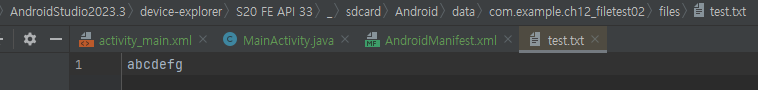 AndroidStudio2023.3 > device-explorer > S20 FE API 33 > _ > sdcard > Android > data > com.example.ch12_filetest02 > files > test.txt
activity_main.xml × MainActivity.java × AndroidManifest.xml × test.txt ×
1 abcdefg